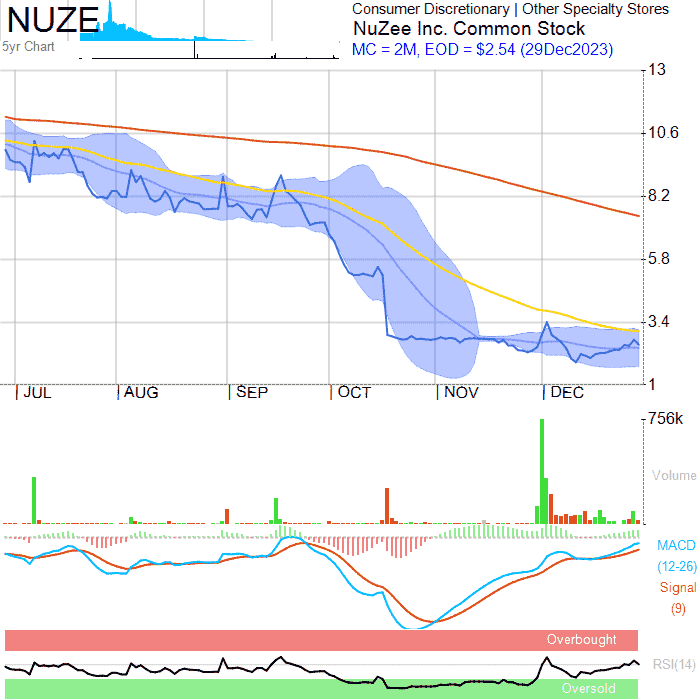 NUZE
5yr Chart
Consumer Discretionary | Other Specialty Stores
NuZee Inc. Common Stock
MC = 2M, EOD = $2.54 (29Dec2023)
13
10.6
8.2
5.8
3.4
1
JUL AUG SEP OCT NOV DEC
756k
Volume
MACD
(12-26)
Signal
(9)
Overbought
RSI(14)
Oversold